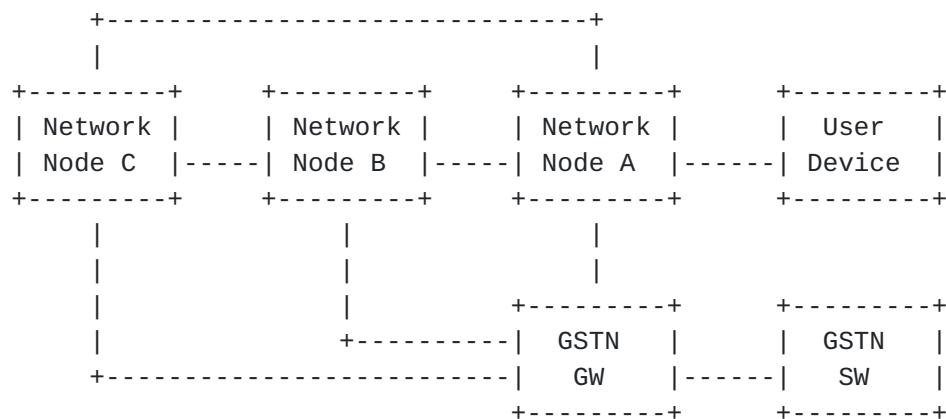 Network Network Network User
Node C Node B Node A Device
GSTN GSTN
GW SW